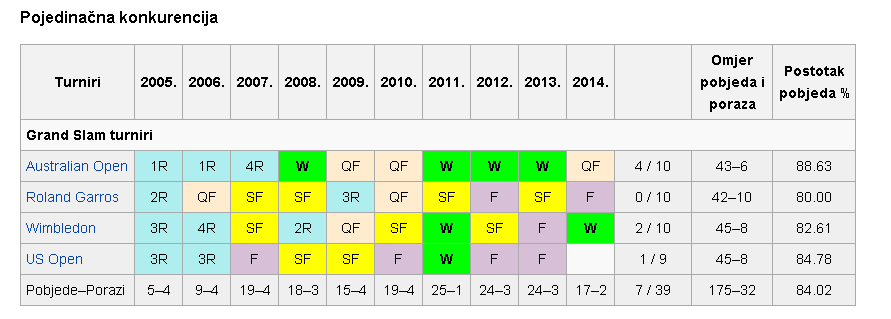 Pojedinačna konkurencija
Turniri 2005. 2006. 2007. 2008. 2009. 2010. 2011. 2012. 2013. 2014. Omjer pobjeda i poraza Postotak pobjeda %
Grand Slam turniri
Australian Open 1R 1R 4R W QF QF W W W QF 4 / 10 43–6 88.63
Roland Garros 2R QF SF SF 3R QF SF F SF F 0 / 10 42–10 80.00
Wimbledon 3R 4R SF 2R QF SF W SF F W 2 / 10 45–8 82.61
US Open 3R 3R F SF SF F W F F 1 / 9 45–8 84.78
Pobjede–Porazi 5–4 9–4 19–4 18–3 15–4 19–4 25–1 24–3 24–3 17–2 7 / 39 175–32 84.02